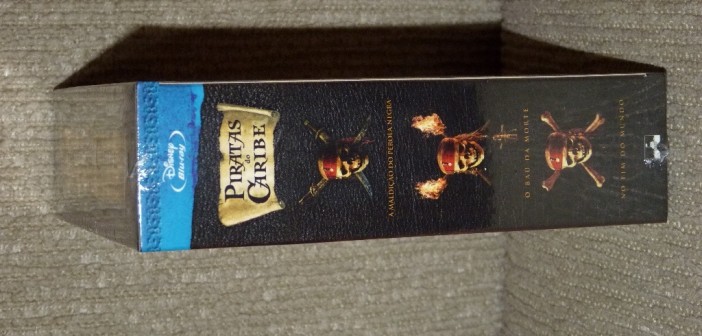 Disney
Blu-ray
PIRATAS
do
CARIBE
A MALDIÇÃO DO PÉROLA NEGRA
O BAÚ DA MORTE
NO FIM DO MUNDO